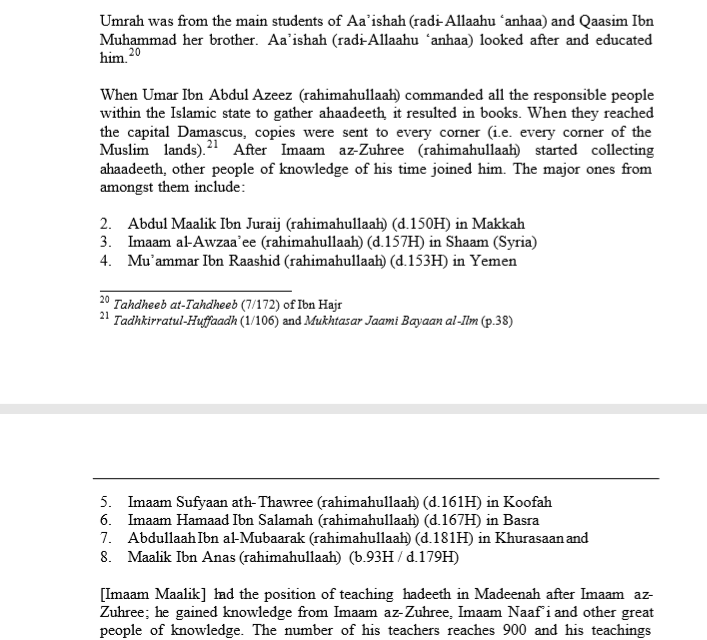 Umrah was from the main students of Aa’ishah (radi-Allaahu ‘anhaa) and Qaasim Ibn
Muhammad her brother. Aa’ishah (radi-Allaahu ‘anhaa) looked after and educated
him.20
When Umar Ibn Abdul Azeez (rahimahullaah) commanded all the responsible people
within the Islamic state to gather ahaadeeth, it resulted in books. When they reached
the capital Damascus, copies were sent to every corner (i.e. every corner of the
Muslim lands).21 After Imaam az-Zuhree (rahimahullaah) started collecting
ahaadeeth, other people of knowledge of his time joined him. The major ones from
amongst them include:
2. Abdul Maalik Ibn Juraij (rahimahullaah) (d.150H) in Makkah
3. Imaam al-Awzaa’ee (rahimahullaah) (d.157H) in Shaam (Syria)
4. Mu’ammar Ibn Raashid (rahimahullaah) (d.153H) in Yemen
20 Tahdheeb at-Tahdheeb (7/172) of Ibn Hajr
21 Tadhkirratul-Huffaadh (1/106) and Mukhtasar Jaami Bayaan al-Ilm (p.38)
5. Imaam Sufyaan ath-Thawree (rahimahullaah) (d.161H) in Koofah
6. Imaam Hamaad Ibn Salamah (rahimahullaah) (d.167H) in Basra
7. Abdullaah Ibn al-Mubaarak (rahimahullaah) (d.181H) in Khurasaan and
8. Maalik Ibn Anas (rahimahullaah) (b.93H / d.179H)
[Imaam Maalik] had the position of teaching hadeeth in Madeenah after Imaam az-
Zuhree; he gained knowledge from Imaam az-Zuhree, Imaam Naaf’i and other great
people of knowledge. The number of his teachers reaches 900 and his teachings